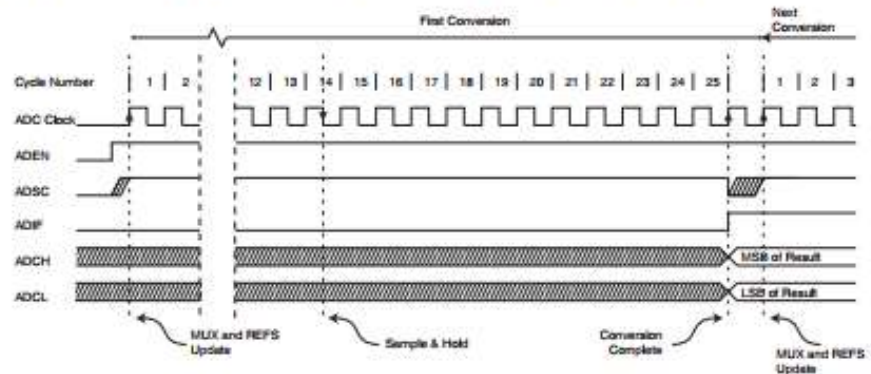 First Conversion
Next
Conversion
Cycle Number 1 2 12 13 14 15 16 17 18 19 20 21 22 23 24 25 1 2 3
ADC Clock
ADEN
ADSC
ADIF
ADCH MSB of Result
ADCL LSB of Result
MUX and REFS
Update
Sample & Hold
Conversion
Complete
MUX and REFS
Update